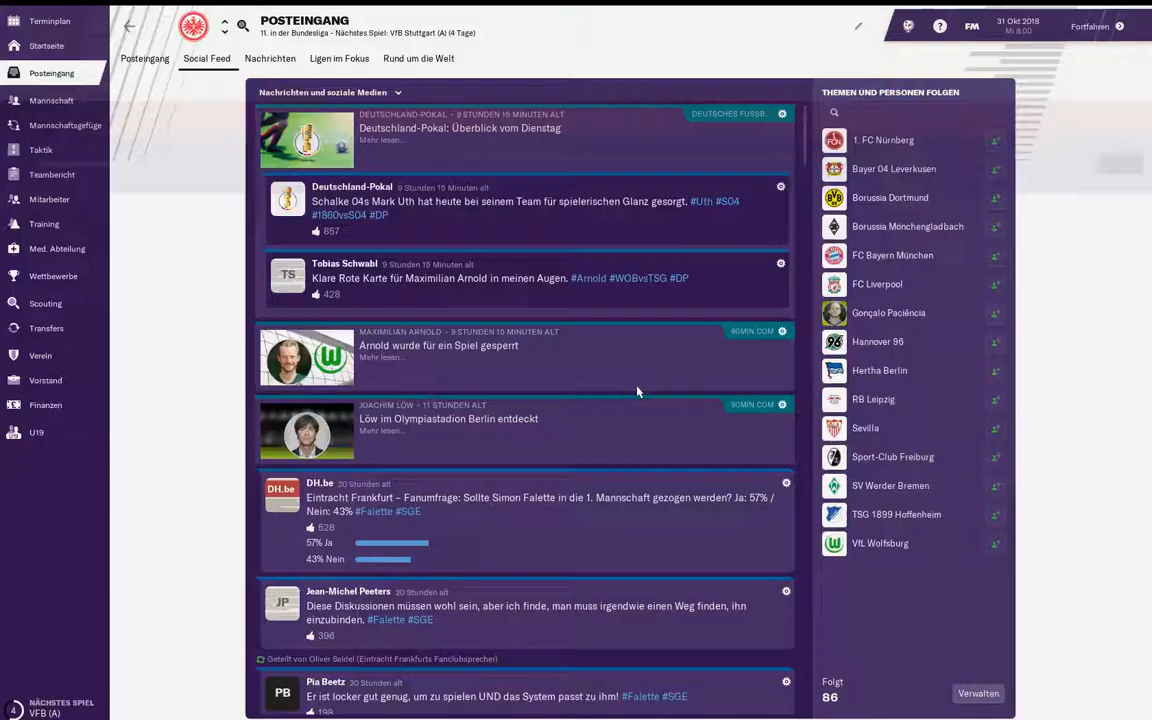 Terminplan
Startseite
Posteingang
Mannschaft
Mannschaftsgefüge
Taktik
Teambericht
Mitarbeiter
Training
Med. Abteilung
Wettbewerbe
Scouting
Transfers
Verein
Vorstand
Finanzen
U19
4
NÄCHSTES SPIEL
VFB (A)
POSTEINGANG
11. in der Bundesliga - Nächstes Spiel: VfB Stuttgart (A) (4 Tage)
FM
31 Okt 2018
Mi 8:00
Fortfahren
Posteingang
Social Feed
Nachrichten
Ligen im Fokus
Rund um die Welt
Nachrichten und soziale Medien
DEUTSCHLAND-POKAL - 9 STUNDEN 15 MINUTEN ALT
DEUTSCHES FUSSB...
Deutschland-Pokal: Überblick vom Dienstag
Mehr lesen...
Deutschland-Pokal 9 Stunden 15 Minuten alt
Schalke 04s Mark Uth hat heute bei seinem Team für spielerischen Glanz gesorgt. #Uth #S04
#1860vsS04 #DP
857
TS
Tobias Schwabl 9 Stunden 15 Minuten alt
Klare Rote Karte für Maximilian Arnold in meinen Augen. #Arnold #WOBvsTSG #DP
428
MAXIMILIAN ARNOLD - 9 STUNDEN 15 MINUTEN ALT
90MIN.COM
Arnold wurde für ein Spiel gesperrt
Mehr lesen...
JOACHIM LÖW - 11 STUNDEN ALT
90MIN.COM
Löw im Olympiastadion Berlin entdeckt
Mehr lesen...
DH.be
DH.be 20 Stunden alt
Eintracht Frankfurt – Fanumfrage: Sollte Simon Falette in die 1. Mannschaft gezogen werden? Ja: 57% /
Nein: 43% #Falette #SGE
528
57% Ja
43% Nein
JP
Jean-Michel Peeters 20 Stunden alt
Diese Diskussionen müssen wohl sein, aber ich finde, man muss irgendwie einen Weg finden, ihn
einzubinden. #Falette #SGE
396
Geteilt von Oliver Seidel (Eintracht Frankfurts Fanclubsprecher)
PB
Pia Beetz 20 Stunden alt
Er ist locker gut genug, um zu spielen UND das System passt zu ihm! #Falette #SGE
198
THEMEN UND PERSONEN FOLGEN
1. FC Nürnberg
Bayer 04 Leverkusen
Borussia Dortmund
Borussia Mönchengladbach
FC Bayern München
FC Liverpool
Gonçalo Paciência
Hannover 96
Hertha Berlin
RB Leipzig
Sevilla
Sport-Club Freiburg
SV Werder Bremen
TSG 1899 Hoffenheim
VfL Wolfsburg
Folgt
86
Verwalten